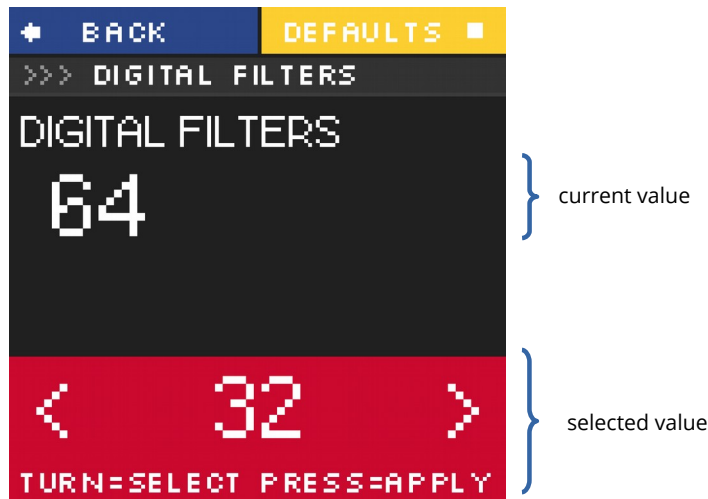 BACK DEFAULTS
>>> DIGITAL FILTERS
DIGITAL FILTERS
64
current value
< 32 >
selected value
TURN=SELECT PRESS=APPLY